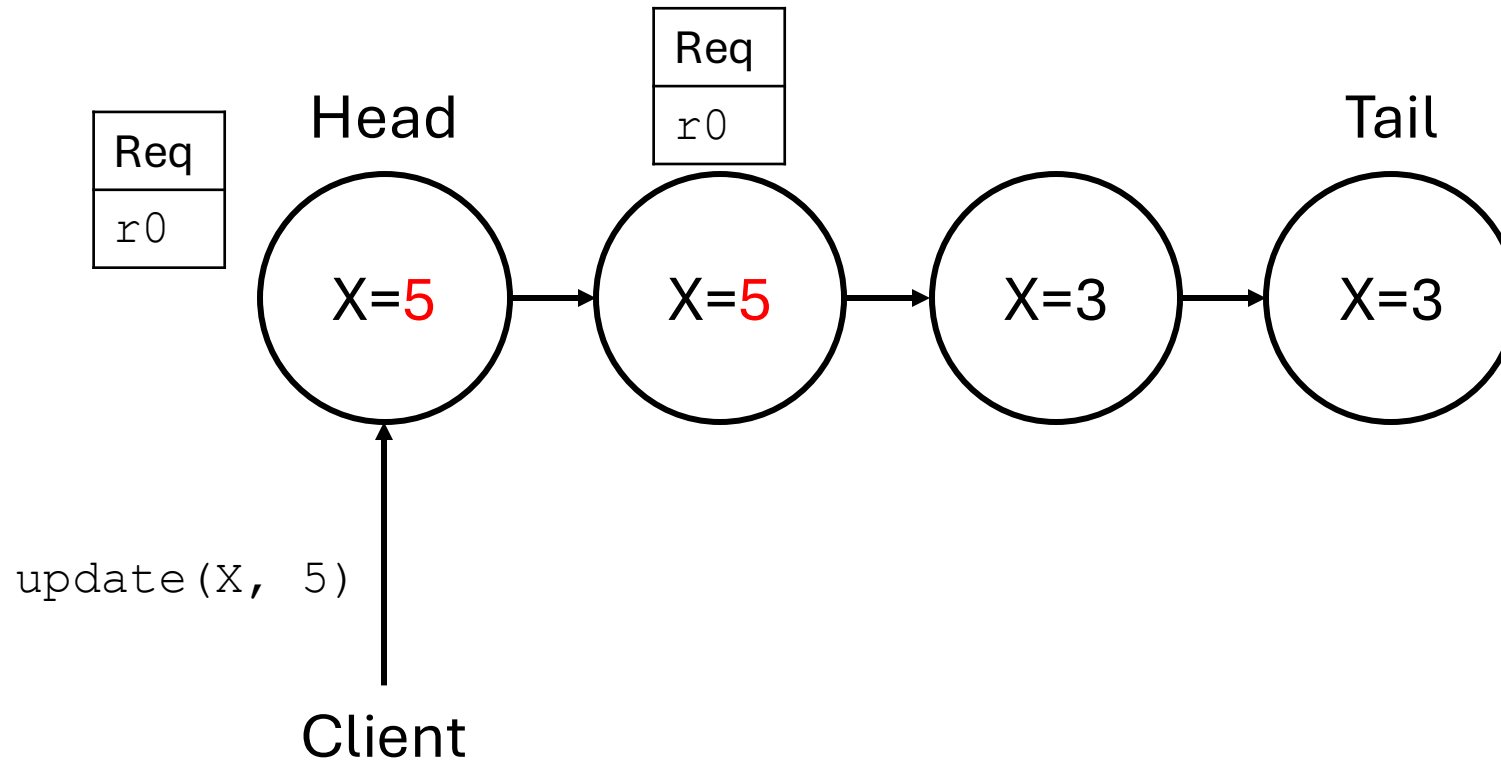 Req
r0
Head
Req
r0
Tail
X=5
X=5
X=3
X=3
update(X, 5)
Client